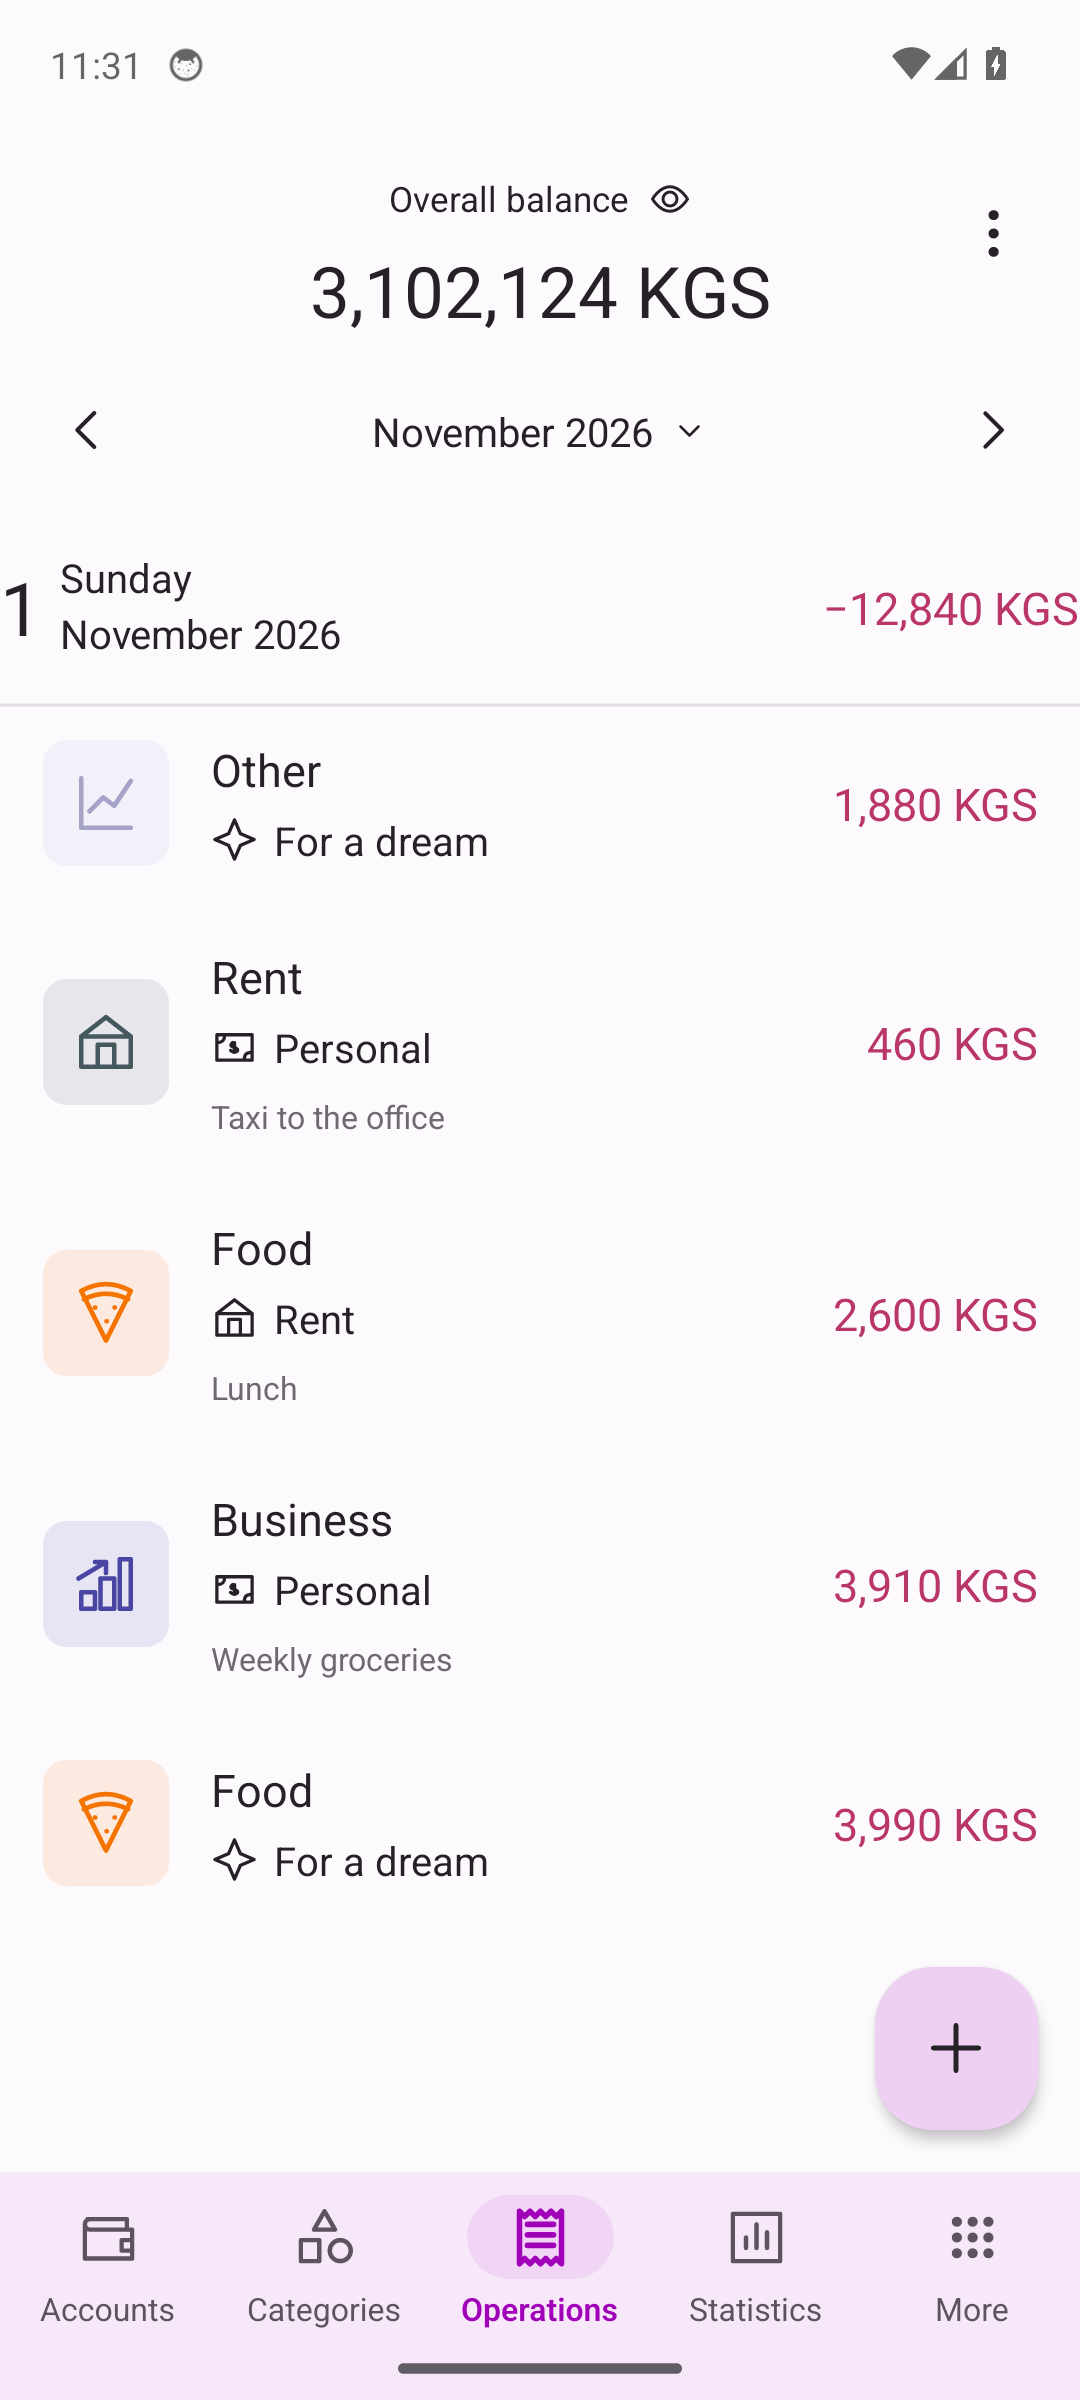 11:31
Overall balance
3,102,124 KGS
November 2026
1
Sunday
November 2026
−12,840 KGS
Other
For a dream
1,880 KGS
Rent
Personal
Taxi to the office
460 KGS
Food
Rent
Lunch
2,600 KGS
Business
Personal
Weekly groceries
3,910 KGS
Food
For a dream
3,990 KGS
Accounts
Categories
Operations
Statistics
More